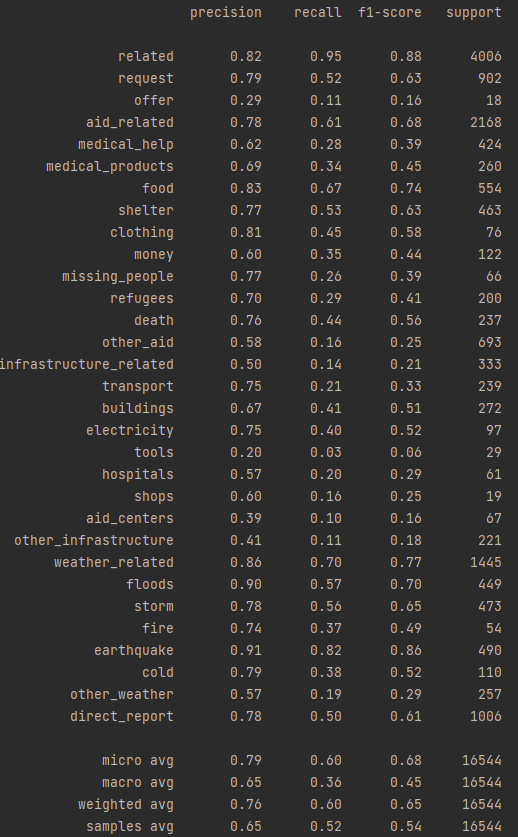 precision recall f1-score support
related 0.82 0.95 0.88 4006
request 0.79 0.52 0.63 902
offer 0.29 0.11 0.16 18
aid_related 0.78 0.61 0.68 2168
medical_help 0.62 0.28 0.39 424
medical_products 0.69 0.34 0.45 260
food 0.83 0.67 0.74 554
shelter 0.77 0.53 0.63 463
clothing 0.81 0.45 0.58 76
money 0.60 0.35 0.44 122
missing_people 0.77 0.26 0.39 66
refugees 0.70 0.29 0.41 200
death 0.76 0.44 0.56 237
other_aid 0.58 0.16 0.25 693
infrastructure_related 0.50 0.14 0.21 333
transport 0.75 0.21 0.33 239
buildings 0.67 0.41 0.51 272
electricity 0.75 0.40 0.52 97
tools 0.20 0.03 0.06 29
hospitals 0.57 0.20 0.29 61
shops 0.60 0.16 0.25 19
aid_centers 0.39 0.10 0.16 67
other_infrastructure 0.41 0.11 0.18 221
weather_related 0.86 0.70 0.77 1445
floods 0.90 0.57 0.70 449
storm 0.78 0.56 0.65 473
fire 0.74 0.37 0.49 54
earthquake 0.91 0.82 0.86 490
cold 0.79 0.38 0.52 110
other_weather 0.57 0.19 0.29 257
direct_report 0.78 0.50 0.61 1006
micro avg 0.79 0.60 0.68 16544
macro avg 0.65 0.36 0.45 16544
weighted avg 0.76 0.60 0.65 16544
samples avg 0.65 0.52 0.54 16544